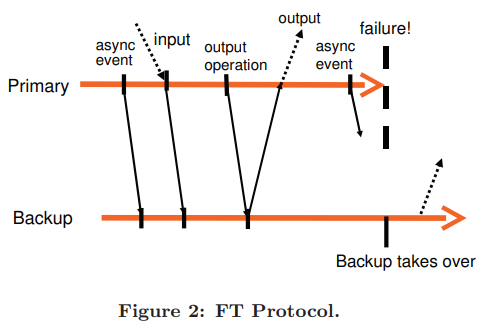 output
failure!
async
event
input
output
operation
async
event
Primary
Backup
Backup takes over
Figure 2: FT Protocol.